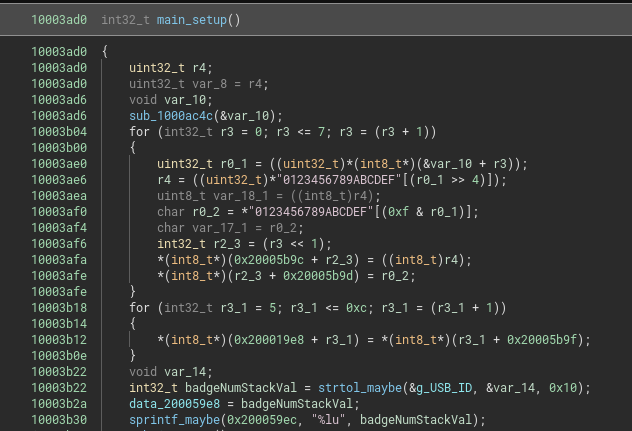 10003ad0 int32_t main_setup()
10003ad0 {
10003ad0 uint32_t r4;
10003ad0 uint32_t var_8 = r4;
10003ad6 void var_10;
10003ad6 sub_1000ac4c(&var_10);
10003b04 for (int32_t r3 = 0; r3 <= 7; r3 = (r3 + 1))
10003b00 {
10003ae0 uint32_t r0_1 = ((uint32_t)*(int8_t*)(&var_10 + r3));
10003ae6 r4 = ((uint32_t)*"0123456789ABCDEF"[(r0_1 >> 4)]);
10003aea uint8_t var_18_1 = ((int8_t)r4);
10003af0 char r0_2 = *"0123456789ABCDEF"[(0xf & r0_1)];
10003af4 char var_17_1 = r0_2;
10003af6 int32_t r2_3 = (r3 << 1);
10003afa *(int8_t*)(0x20005b9c + r2_3) = ((int8_t)r4);
10003afe *(int8_t*)(r2_3 + 0x20005b9d) = r0_2;
10003afe }
10003b18 for (int32_t r3_1 = 5; r3_1 <= 0xc; r3_1 = (r3_1 + 1))
10003b14 {
10003b12 *(int8_t*)(0x200019e8 + r3_1) = *(int8_t*)(r3_1 + 0x20005b9f);
10003b0e }
10003b22 void var_14;
10003b22 int32_t badgeNumStackVal = strtol_maybe(&g_USB_ID, &var_14, 0x10);
10003b2a data_200059e8 = badgeNumStackVal;
10003b30 sprintf_maybe(0x200059ec, "%lu", badgeNumStackVal);